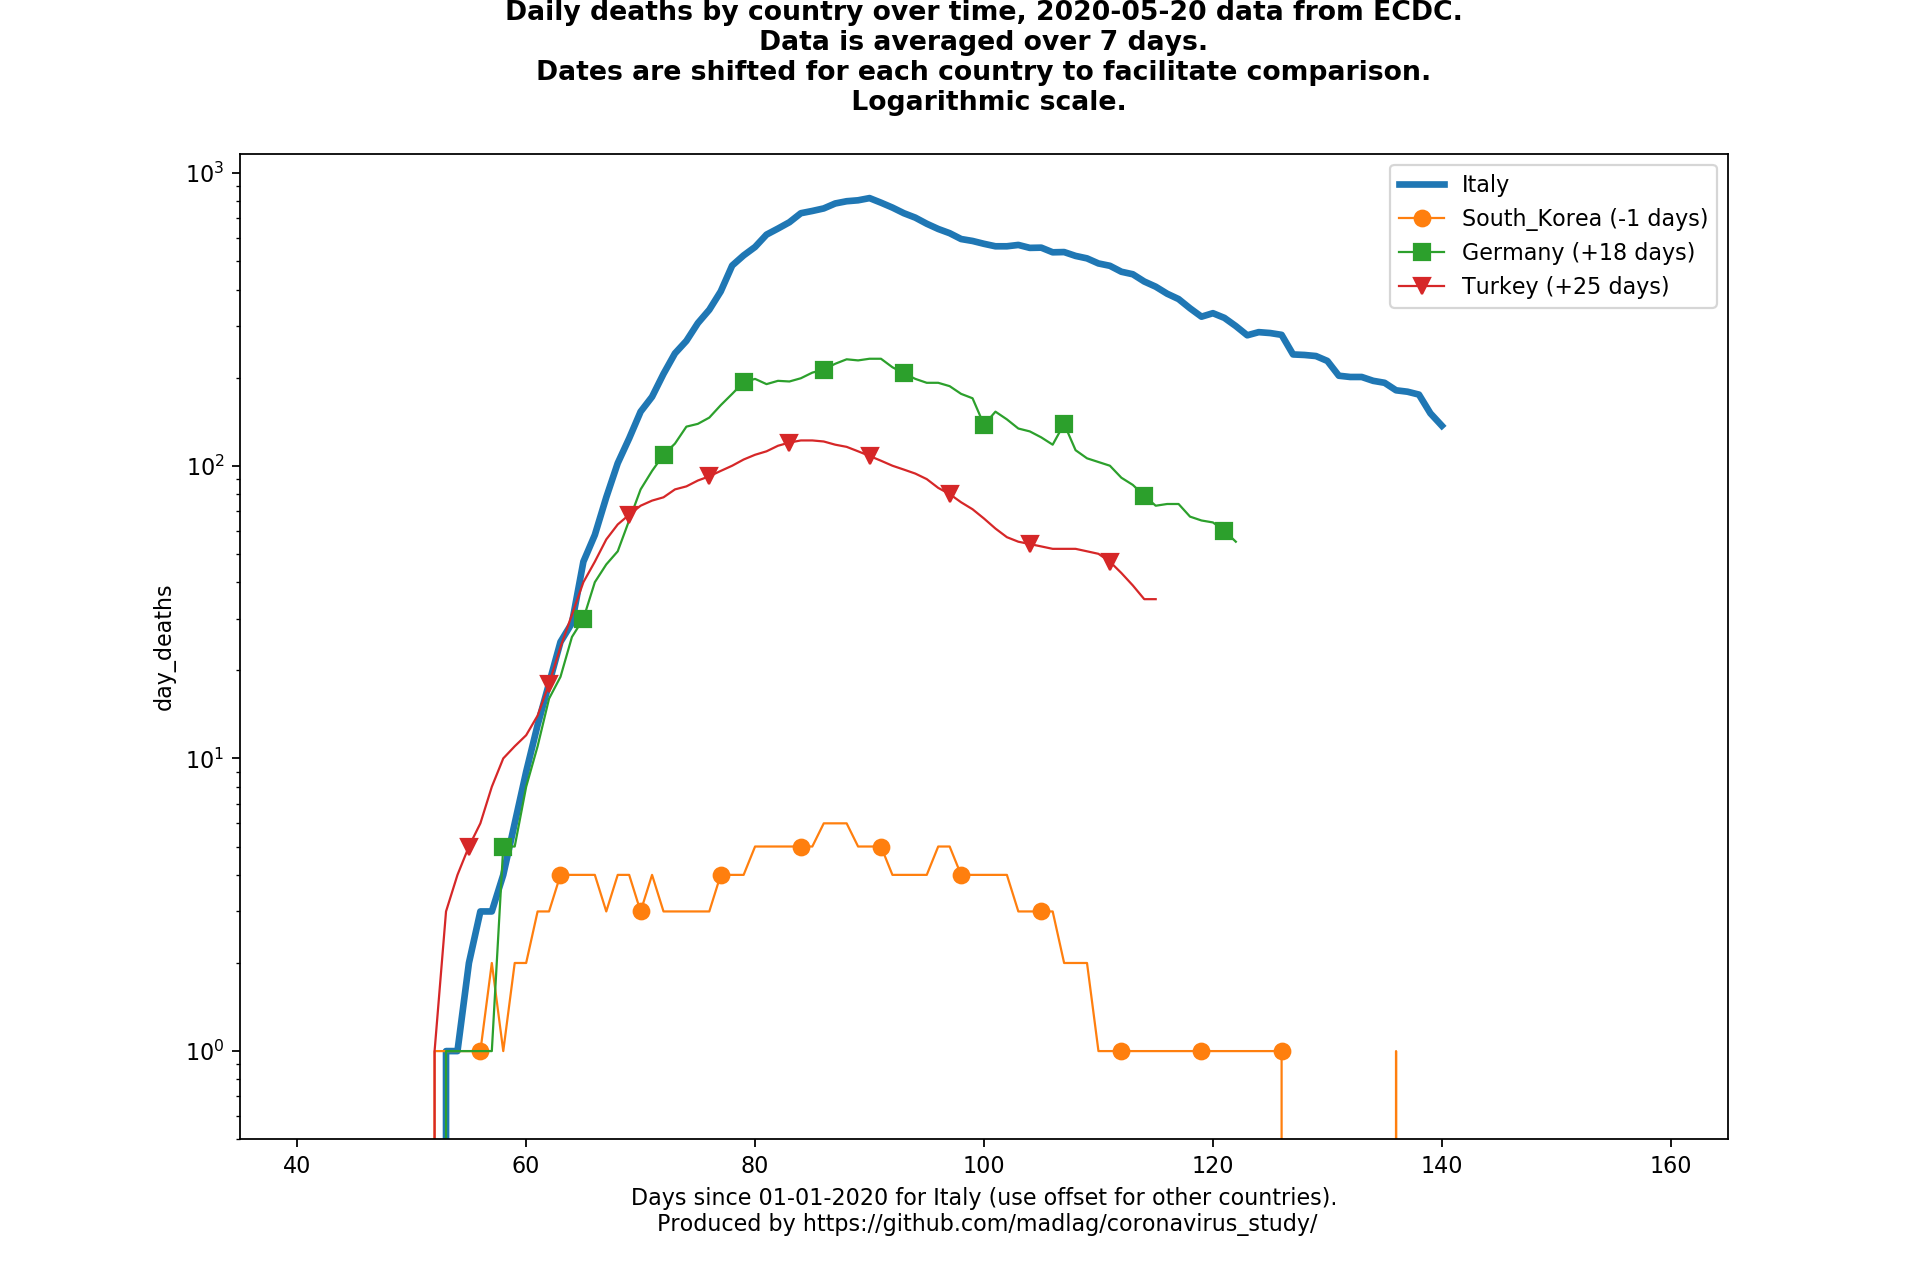 Daily deaths by country over time, 2020-05-20 data from ECDC.
Data is averaged over 7 days.
Dates are shifted for each country to facilitate comparison.
Logarithmic scale.
10³
10²
10¹
10⁰
day_deaths
Italy
South_Korea (-1 days)
Germany (+18 days)
Turkey (+25 days)
40 60 80 100 120 140 160
Days since 01-01-2020 for Italy (use offset for other countries).
Produced by https://github.com/madlag/coronavirus_study/